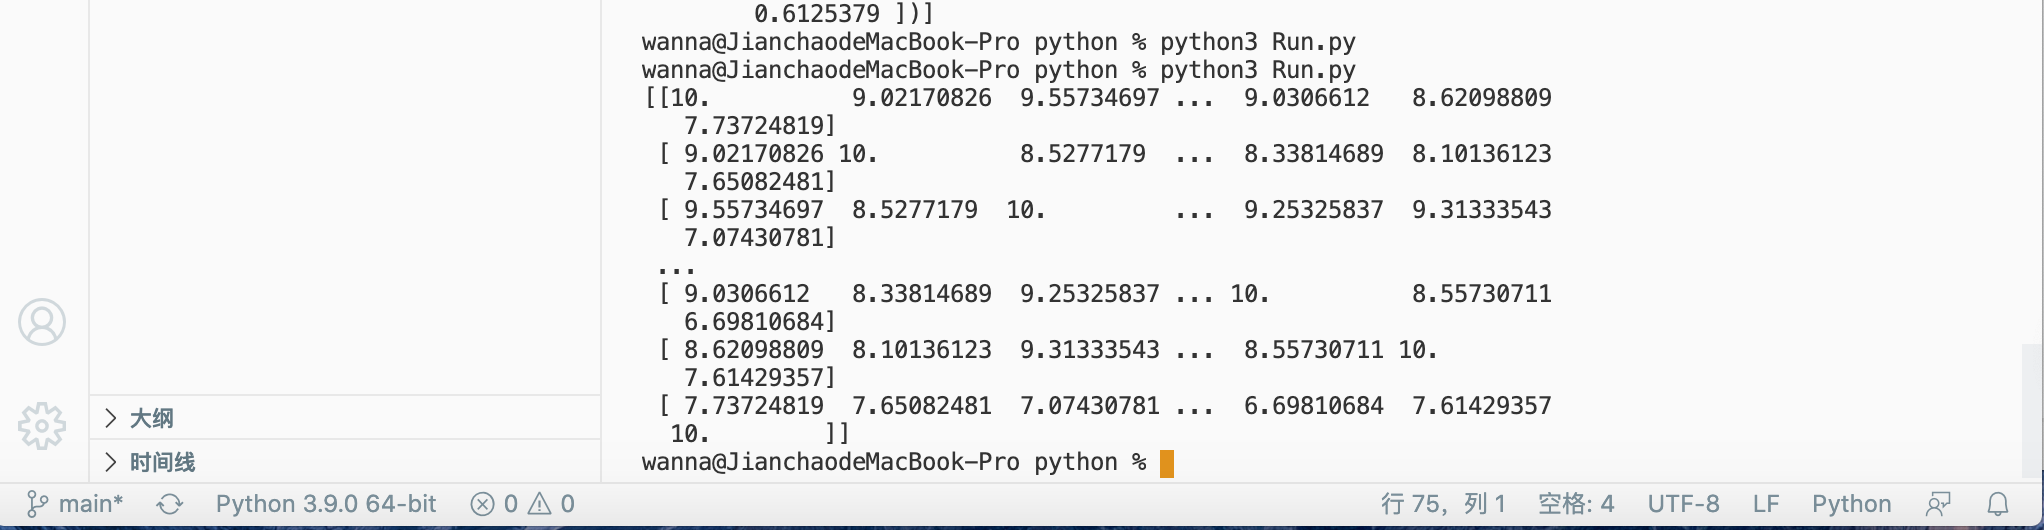 0.6125379 ])]
wanna@JianchaodeMacBook-Pro python % python3 Run.py
wanna@JianchaodeMacBook-Pro python % python3 Run.py
[[10.          9.02170826  9.55734697 ...  9.0306612   8.62098809
   7.73724819]
 [ 9.02170826 10.          8.5277179  ...  8.33814689  8.10136123
   7.65082481]
 [ 9.55734697  8.5277179  10.         ...  9.25325837  9.31333543
   7.07430781]
 ...
 [ 9.0306612   8.33814689  9.25325837 ... 10.          8.55730711
   6.69810684]
 [ 8.62098809  8.10136123  9.31333543 ...  8.55730711 10.
   7.61429357]
 [ 7.73724819  7.65082481  7.07430781 ...  6.69810684  7.61429357
  10.        ]]
wanna@JianchaodeMacBook-Pro python %
大纲
时间线
main* Python 3.9.0 64-bit 0 0 行 75，列 1 空格: 4 UTF-8 LF Python